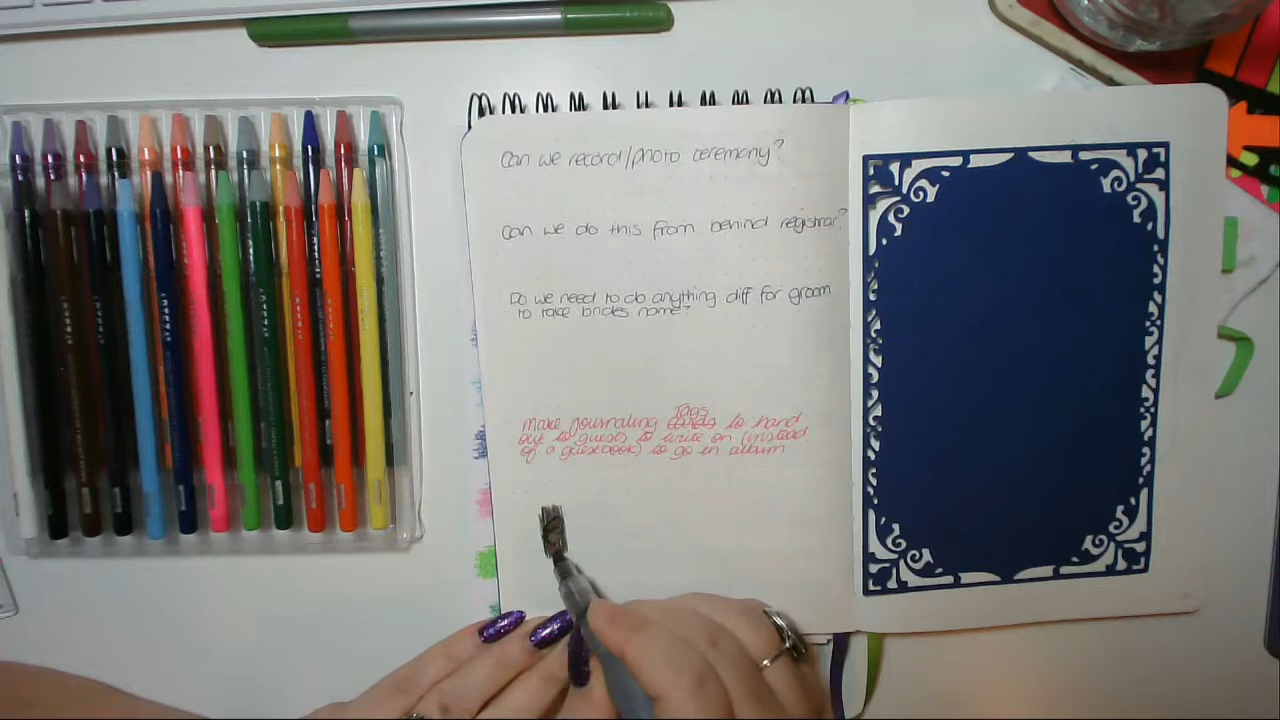 Can we record/photo ceremony?
Can we do this from behind registrar?
Do we need to do anything diff for groom
to take brides name?
Tags
Make journaling cards to hand
out to guests to write on (instead
of a guestbook) to go in album